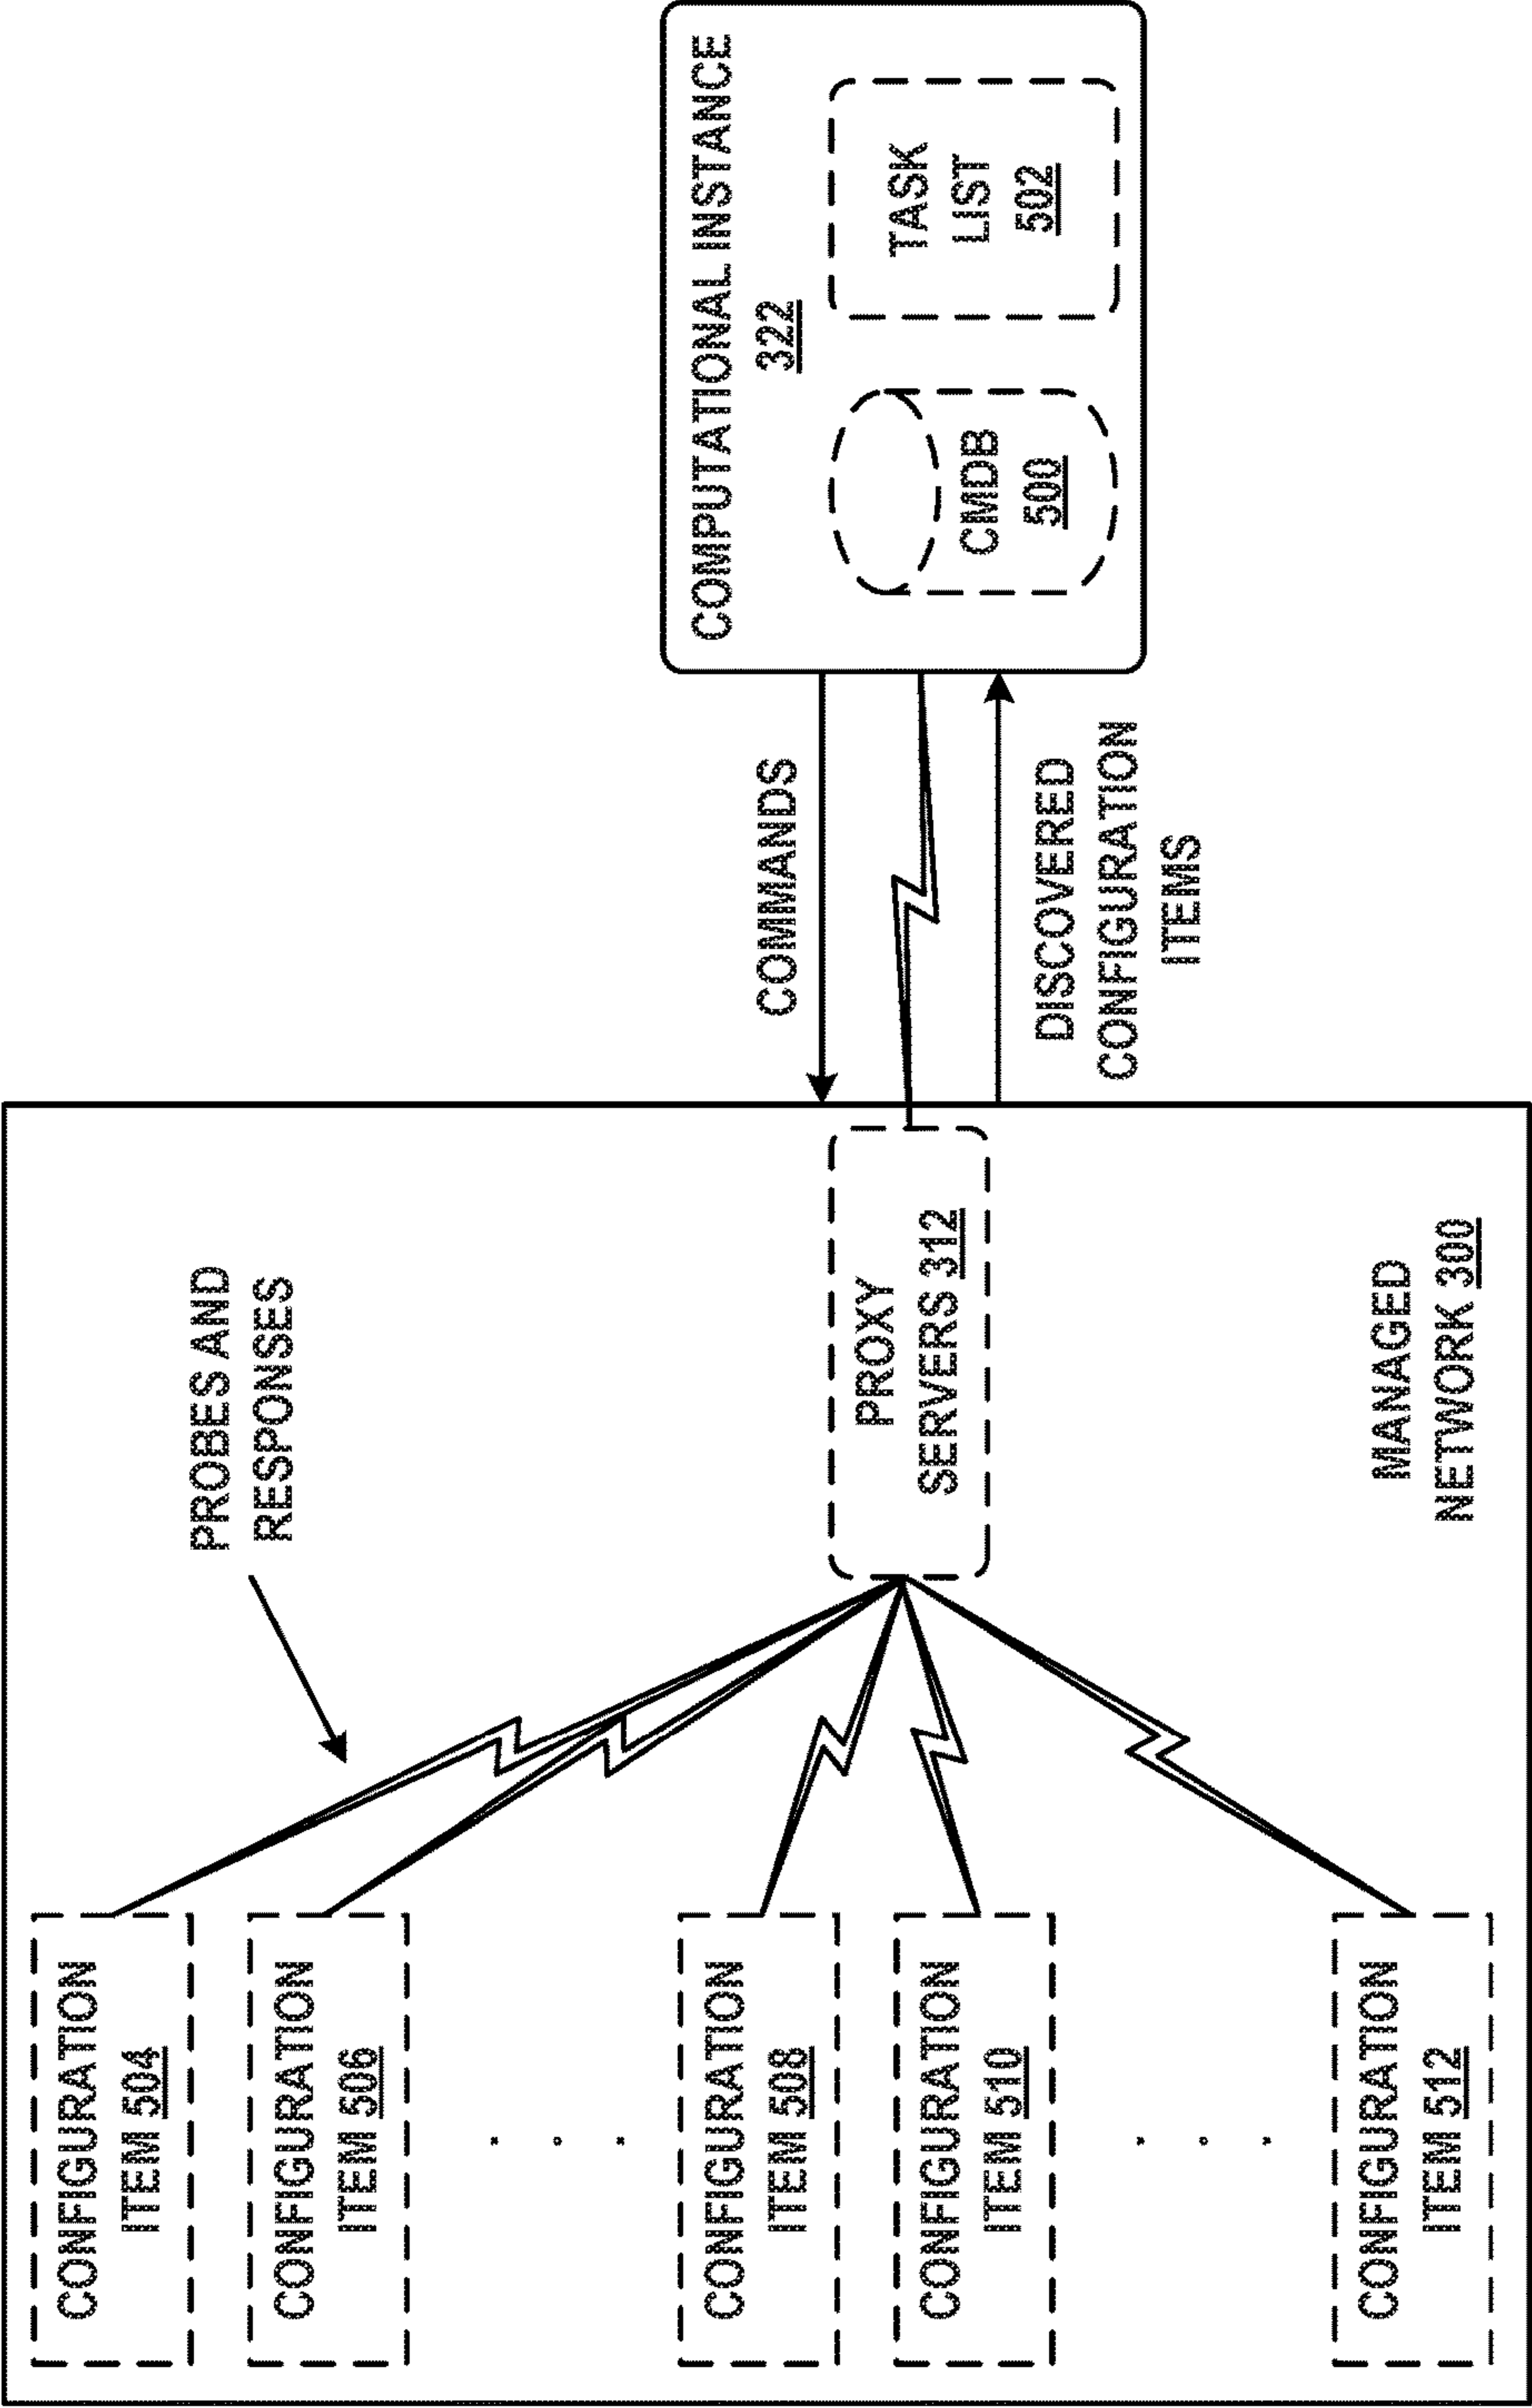 CONFIGURATION
ITEM 504
CONFIGURATION
ITEM 506
CONFIGURATION
ITEM 508
CONFIGURATION
ITEM 510
CONFIGURATION
ITEM 512
PROBES AND
RESPONSES
PROXY
SERVERS 312
MANAGED
NETWORK 300
COMMANDS
DISCOVERED
CONFIGURATION
ITEMS
COMPUTATIONAL INSTANCE
322
CMDB
500
TASK
LIST
502